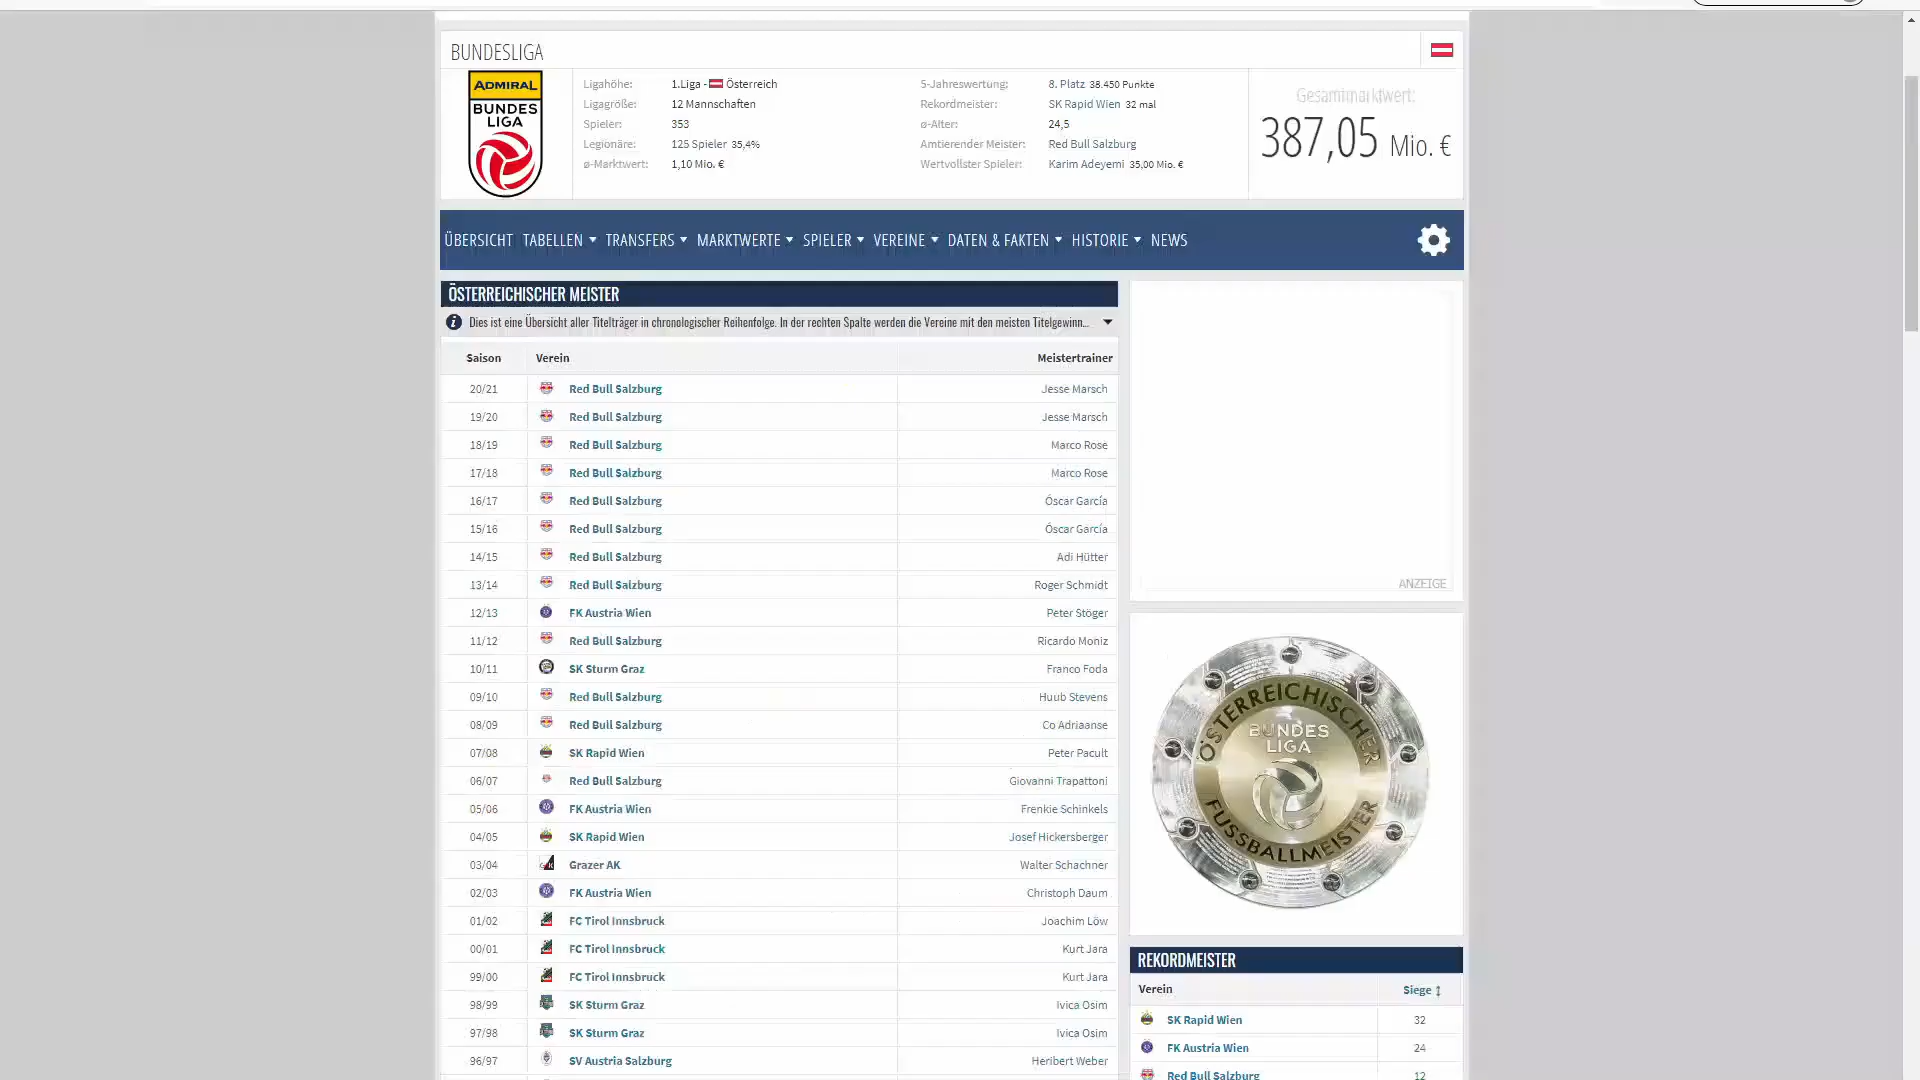 BUNDESLIGA
ADMIRAL
BUNDES
LIGA
Ligahöhe: 1.Liga - Österreich
Ligagröße: 12 Mannschaften
Spieler: 353
Legionäre: 125 Spieler 35,4%
ø-Marktwert: 1,10 Mio. €
5-Jahreswertung: 8. Platz 38.450 Punkte
Rekordmeister: SK Rapid Wien 32 mal
ø-Alter: 24,5
Amtierender Meister: Red Bull Salzburg
Wertvollster Spieler: Karim Adeyemi 35,00 Mio. €
Gesamtmarktwert:
387,05 Mio. €
ÜBERSICHT TABELLEN TRANSFERS MARKTWERTE SPIELER VEREINE DATEN & FAKTEN HISTORIE NEWS
ÖSTERREICHISCHER MEISTER
Dies ist eine Übersicht aller Titelträger in chronologischer Reihenfolge. In der rechten Spalte werden die Vereine mit den meisten Titelgewinn...
Saison Verein Meistertrainer
20/21 Red Bull Salzburg Jesse Marsch
19/20 Red Bull Salzburg Jesse Marsch
18/19 Red Bull Salzburg Marco Rose
17/18 Red Bull Salzburg Marco Rose
16/17 Red Bull Salzburg Óscar García
15/16 Red Bull Salzburg Óscar García
14/15 Red Bull Salzburg Adi Hütter
13/14 Red Bull Salzburg Roger Schmidt
12/13 FK Austria Wien Peter Stöger
11/12 Red Bull Salzburg Ricardo Moniz
10/11 SK Sturm Graz Franco Foda
09/10 Red Bull Salzburg Huub Stevens
08/09 Red Bull Salzburg Co Adriaanse
07/08 SK Rapid Wien Peter Pacult
06/07 Red Bull Salzburg Giovanni Trapattoni
05/06 FK Austria Wien Frenkie Schinkels
04/05 SK Rapid Wien Josef Hickersberger
03/04 Grazer AK Walter Schachner
02/03 FK Austria Wien Christoph Daum
01/02 FC Tirol Innsbruck Joachim Löw
00/01 FC Tirol Innsbruck Kurt Jara
99/00 FC Tirol Innsbruck Kurt Jara
98/99 SK Sturm Graz Ivica Osim
97/98 SK Sturm Graz Ivica Osim
96/97 SV Austria Salzburg Heribert Weber
ANZEIGE
ÖSTERREICHISCHER
BUNDES
LIGA
FUSSBALLMEISTER
REKORDMEISTER
Verein Siege
SK Rapid Wien 32
FK Austria Wien 24
Red Bull Salzburg 12